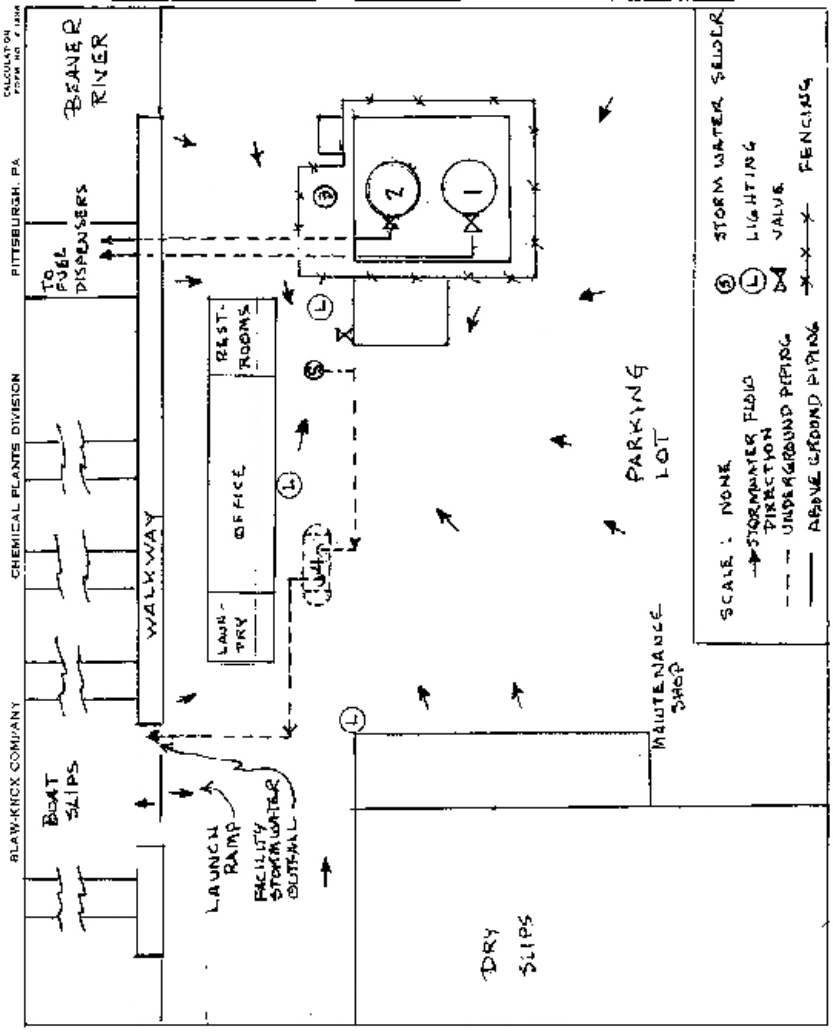 BLAW-KNOX COMPANY
CHEMICAL PLANTS DIVISION
PITTSBURGH, PA
CALCULATION
BOAT
SLIPS
TO
FUEL
DISPENSERS
BEAVER
RIVER
WALKWAY
LAUNCH
RAMP
FACILITY
STORMWATER
OUTFALL
LAUN-
DRY
OFFICE
REST-
ROOMS
L
S
L
3
4
2
1
L
DRY
SLIPS
MAINTENANCE
SHOP
PARKING
LOT
SCALE : NONE
STORMWATER FLOW
DIRECTION
UNDERGROUND PIPING
ABOVE GROUND PIPING
S STORM WATER SEWER
L LIGHTING
VALVE
x x x FENCING